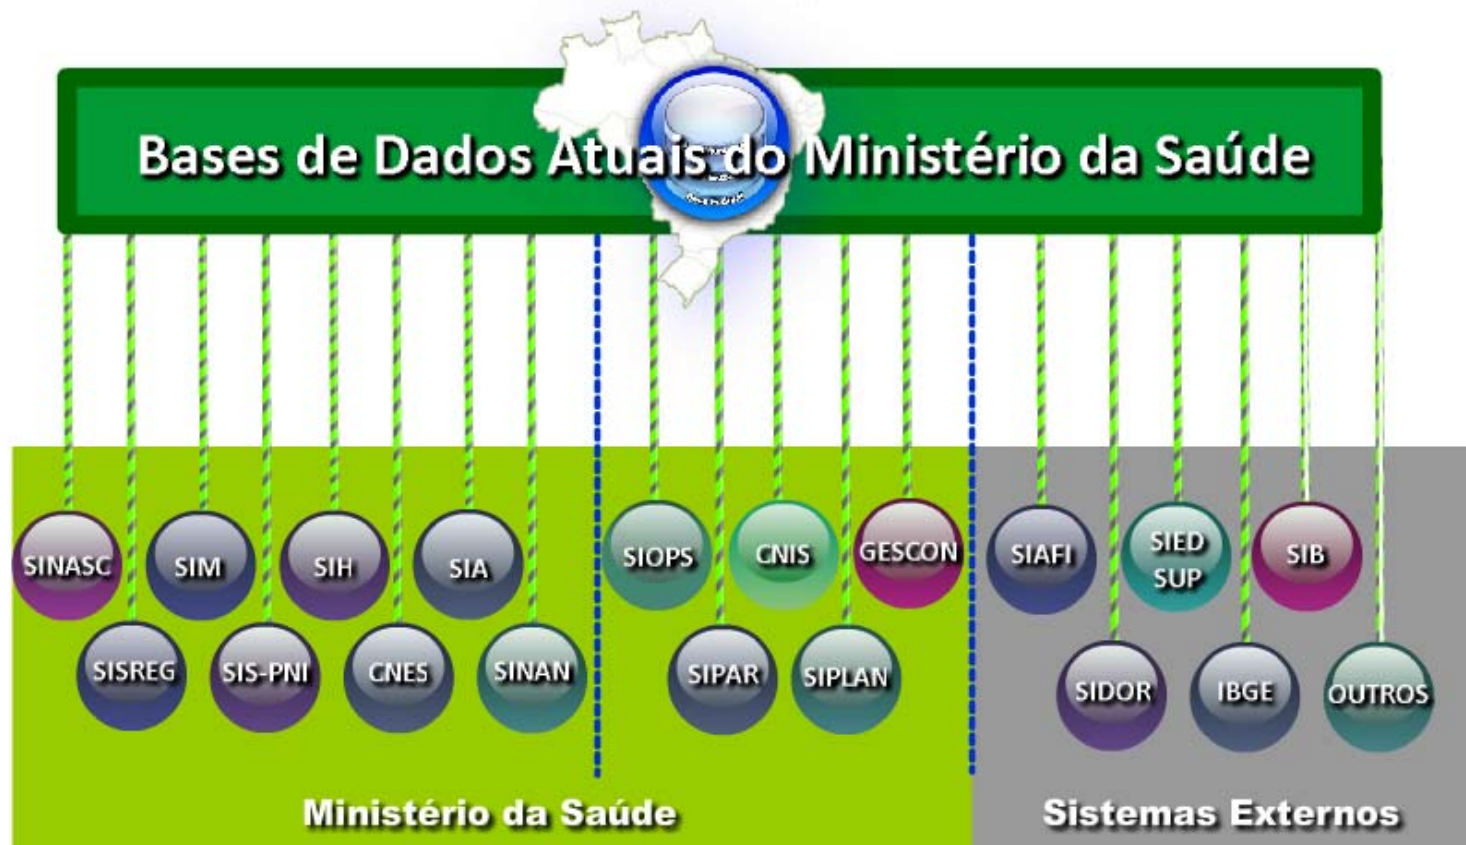 Bases de Dados Atuais do Ministério da Saúde
SINASC
SIM
SIH
SIA
SISREG
SIS-PNI
CNES
SINAN
SIOPS
CNIS
GESCON
SIPAR
SIPLAN
SIAFI
SIED
SUP
SIB
SIDOR
IBGE
OUTROS
Ministério da Saúde
Sistemas Externos